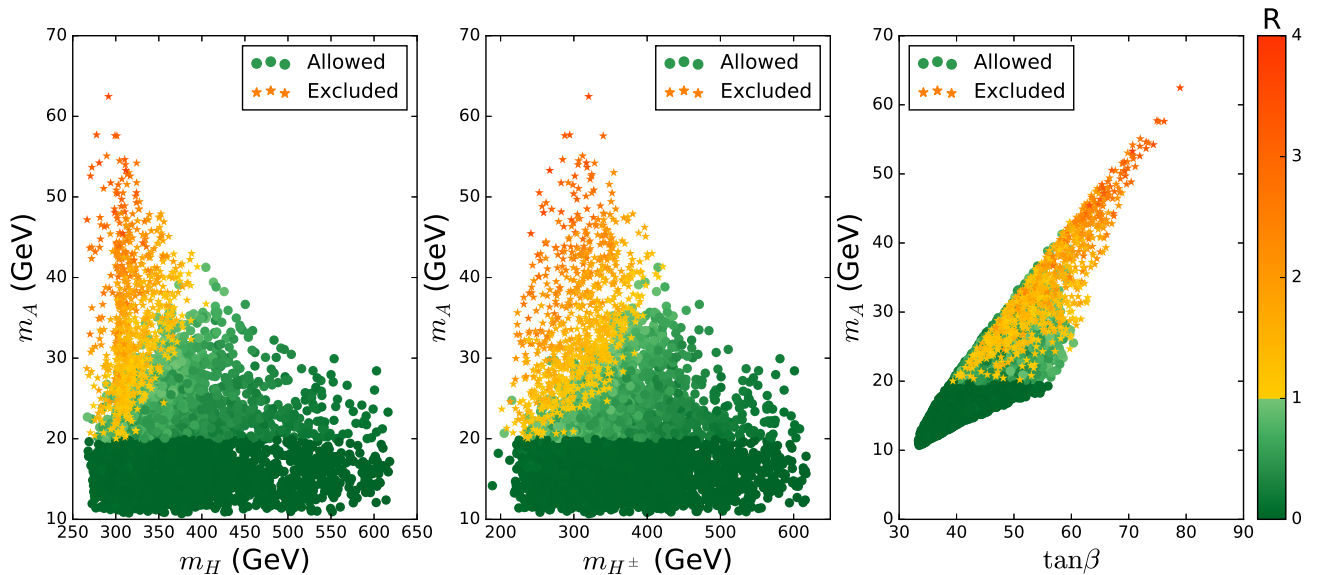 R
70 60 50 40 30 20 10
m_A (GeV)
Allowed
Excluded
250 300 350 400 450 500 550 600 650
m_H (GeV)
70 60 50 40 30 20 10
m_A (GeV)
Allowed
Excluded
200 300 400 500 600
m_{H^±} (GeV)
70 60 50 40 30 20 10 0
m_A (GeV)
Allowed
Excluded
30 40 50 60 70 80 90
tanβ
4 3 2 1 0